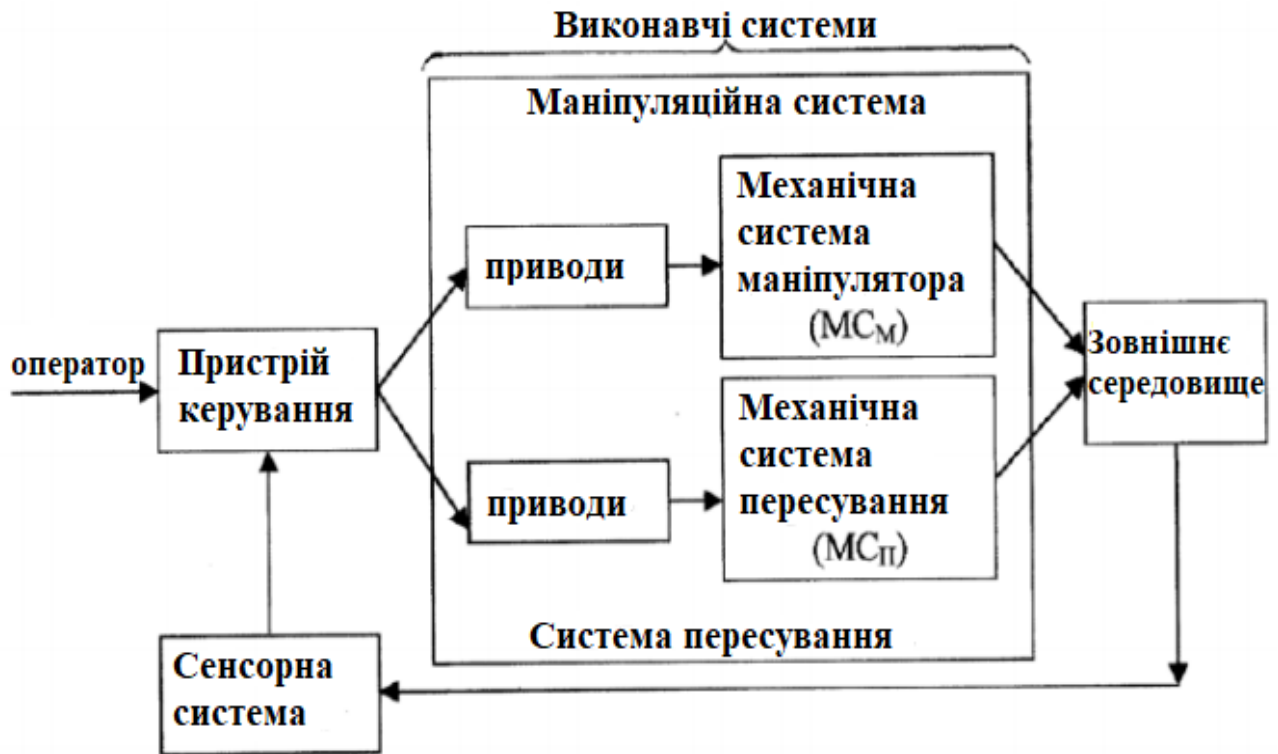 Виконавчі системи
Маніпуляційна система
Механічна
система
маніпулятора
(МСМ)
приводи
оператор
Пристрій
керування
Зовнішнє
середовище
Механічна
система
пересування
(МСП)
приводи
Система пересування
Сенсорна
система